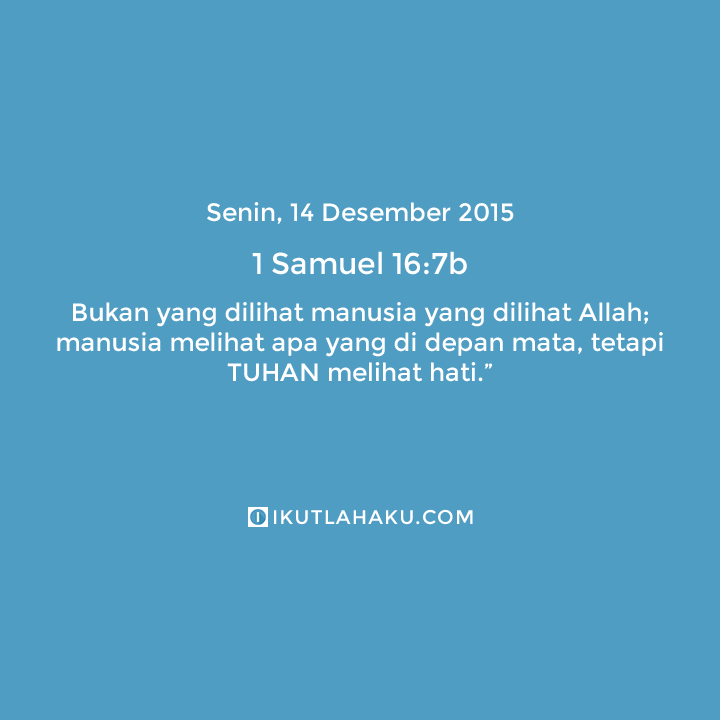 Senin, 14 Desember 2015
1 Samuel 16:7b
Bukan yang dilihat manusia yang dilihat Allah;
manusia melihat apa yang di depan mata, tetapi
TUHAN melihat hati.”
IKUTLAHAKU.COM